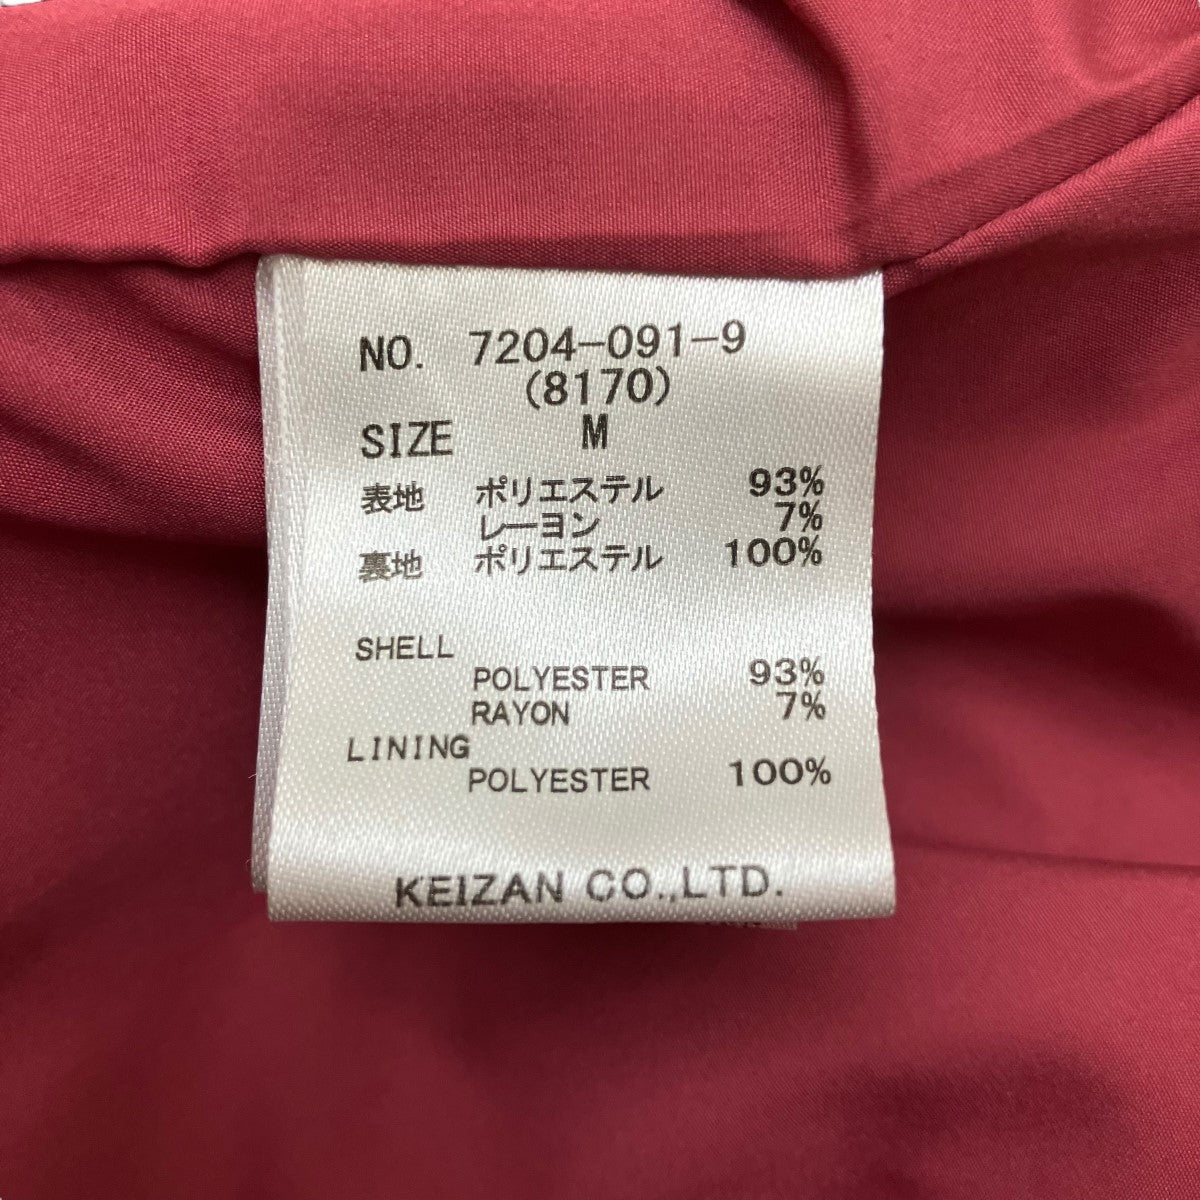 NO. 7204-091-9
(8170)
SIZE M
表地 ポリエステル 93%
レーヨン 7%
裏地 ポリエステル 100%
SHELL
POLYESTER 93%
RAYON 7%
LINING
POLYESTER 100%
KEIZAN CO.,LTD.